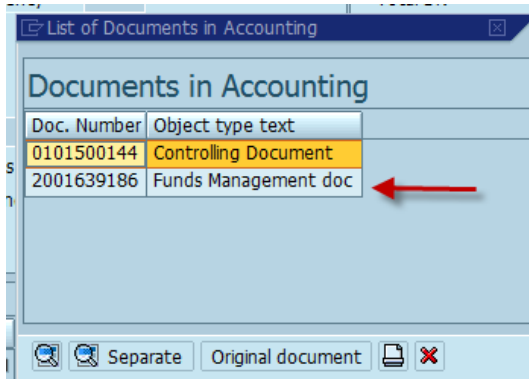 List of Documents in Accounting
Documents in Accounting
Doc. Number Object type text
0101500144 Controlling Document
2001639186 Funds Management doc
Separate Original document